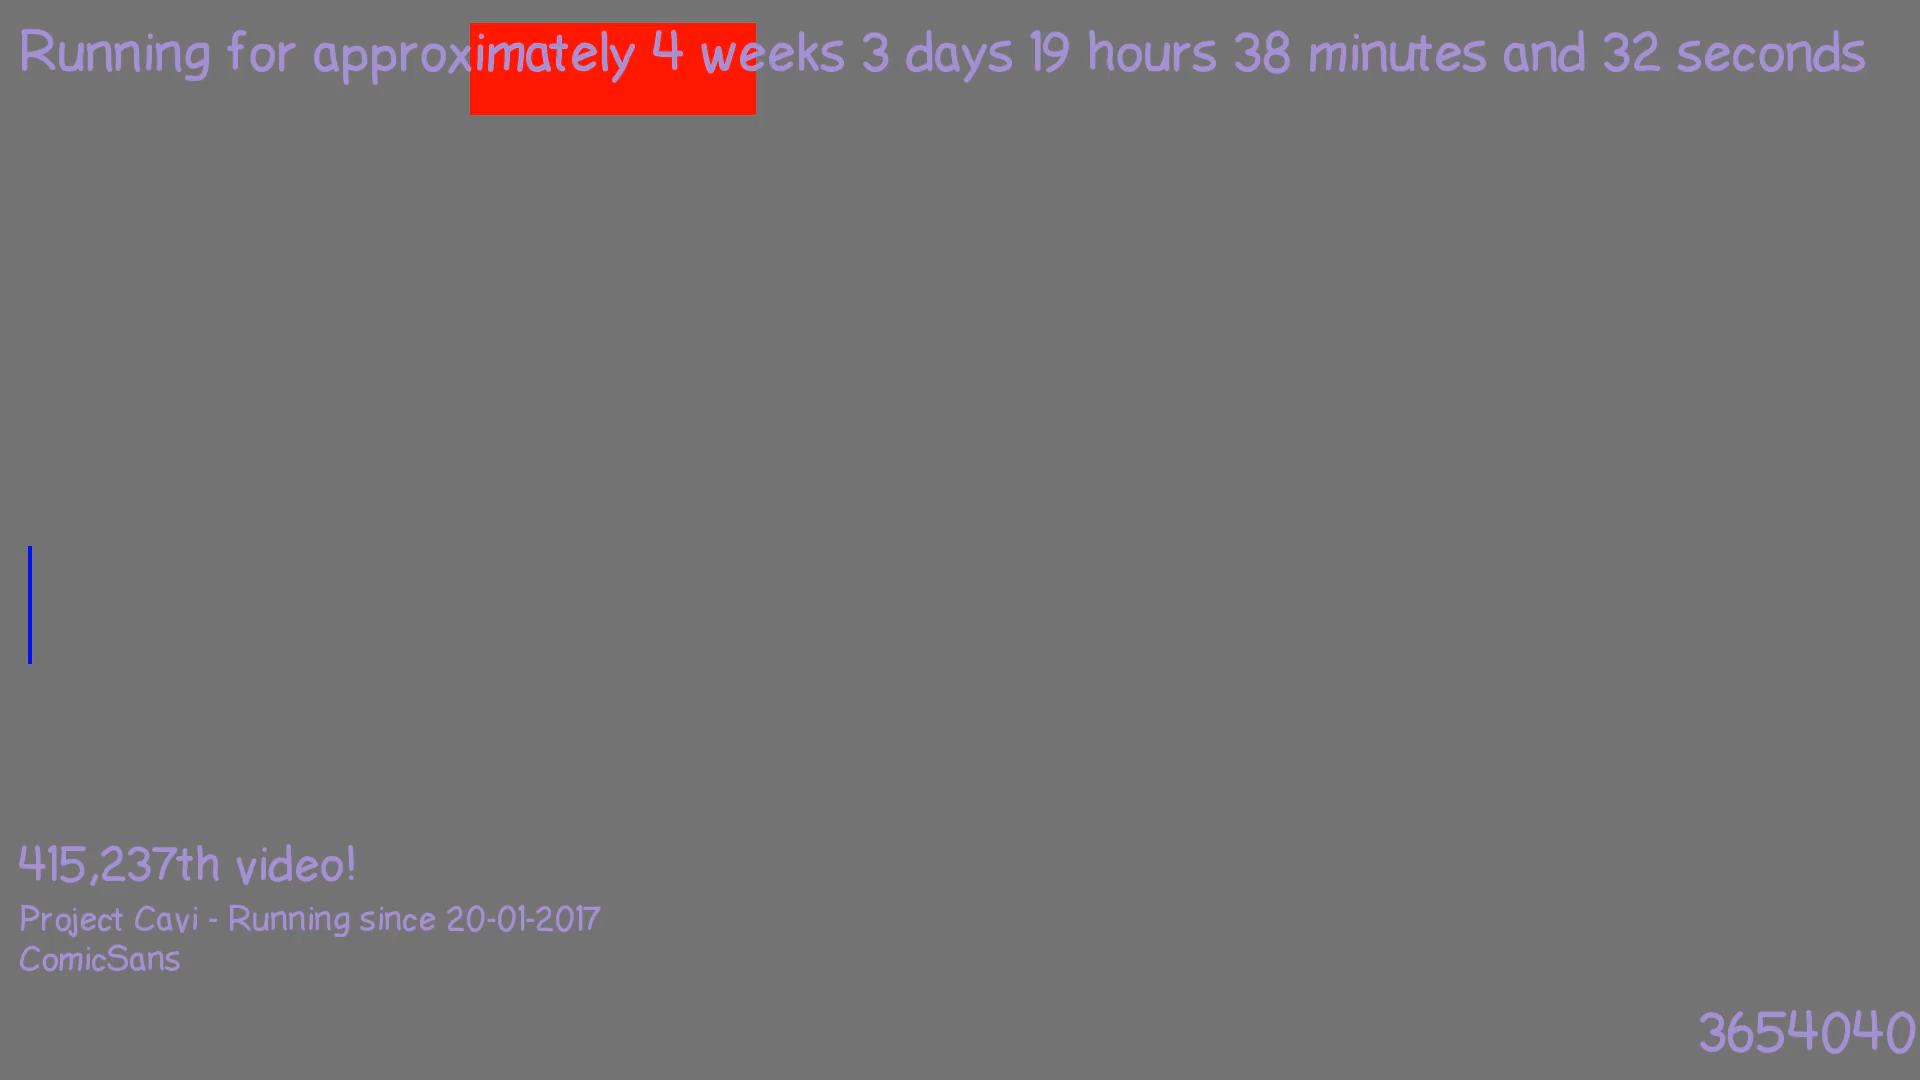 Running for approximately 4 weeks 3 days 19 hours 38 minutes and 32 seconds
415,237th video!
Project Cavi - Running since 20-01-2017
ComicSans
3654040